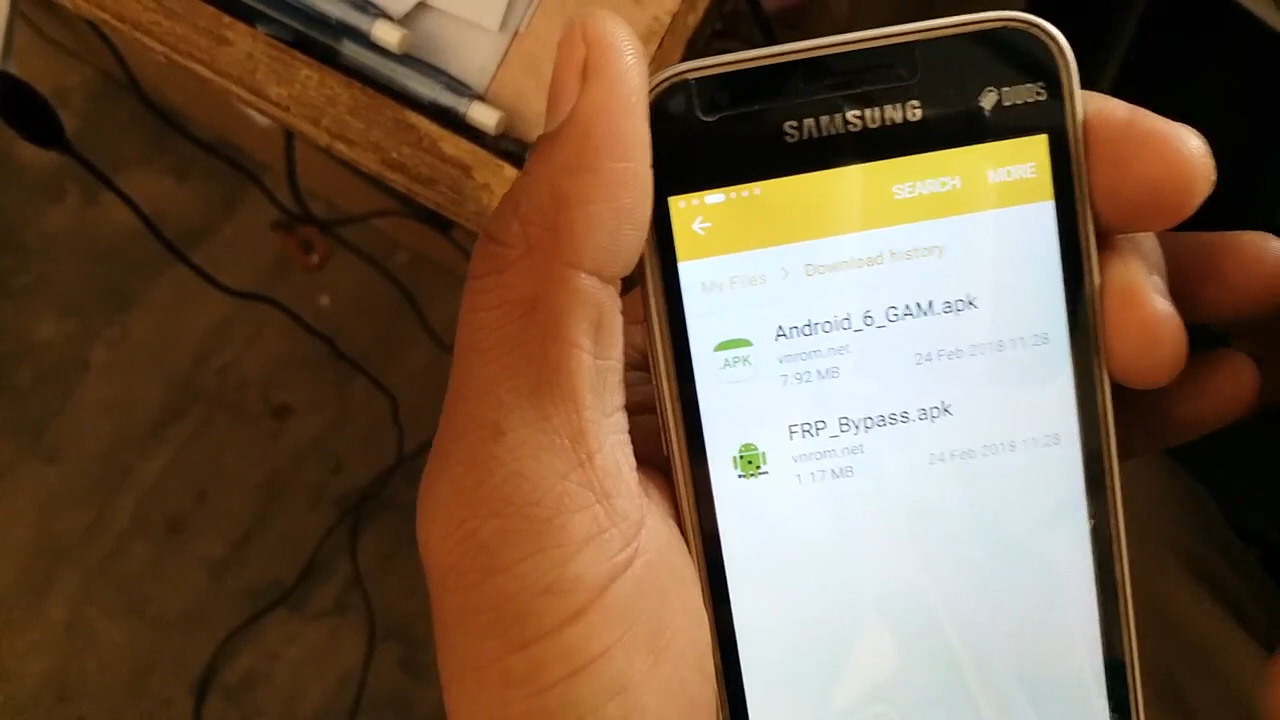 SAMSUNG
DUOS
SEARCH MORE
My Files > Download history
.APK
Android_6_GAM.apk
vnrom.net
7.92 MB 24 Feb 2018 11:28
FRP_Bypass.apk
vnrom.net
1.17 MB 24 Feb 2018 11:28